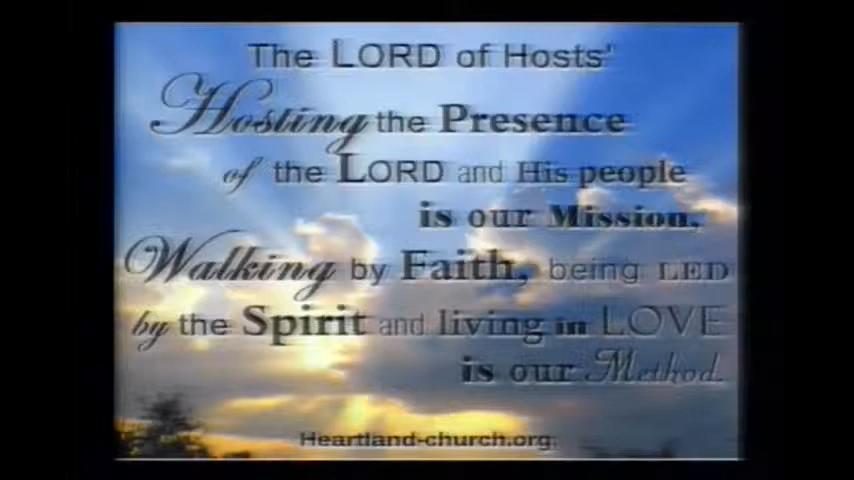 The LORD of Hosts'
Hosting the Presence
of the LORD and His people
is our Mission,
Walking by Faith, being LED
by the Spirit and living in LOVE
is our Method.
Heartland-church.org